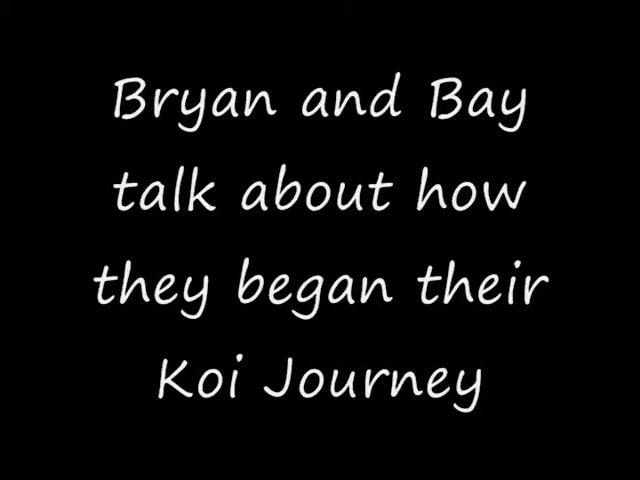 Bryan and Bay
talk about how
they began their
Koi Journey